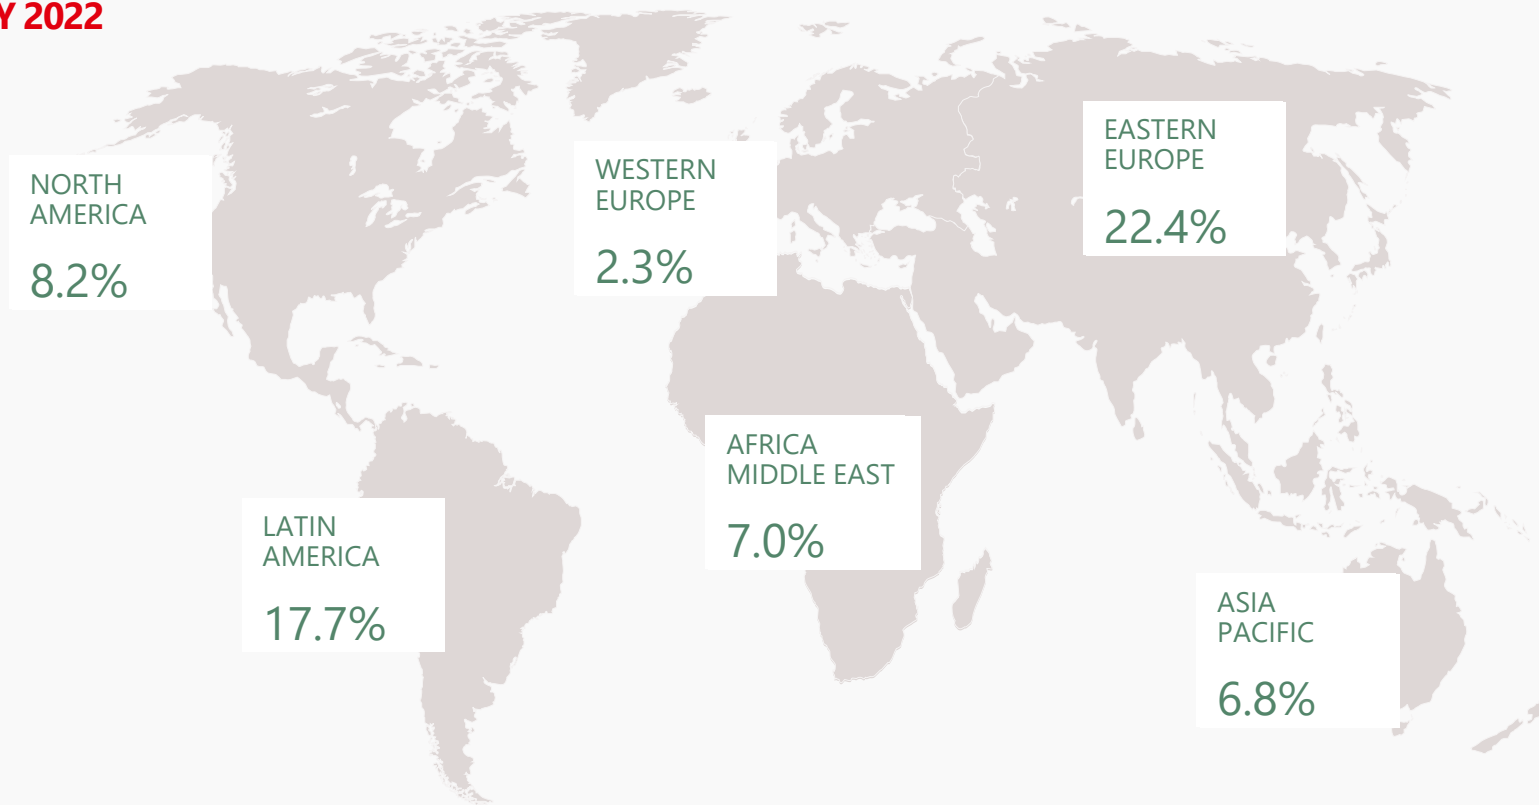 Y 2022
NORTH
AMERICA
8.2%
WESTERN
EUROPE
2.3%
EASTERN
EUROPE
22.4%
LATIN
AMERICA
17.7%
AFRICA
MIDDLE EAST
7.0%
ASIA
PACIFIC
6.8%